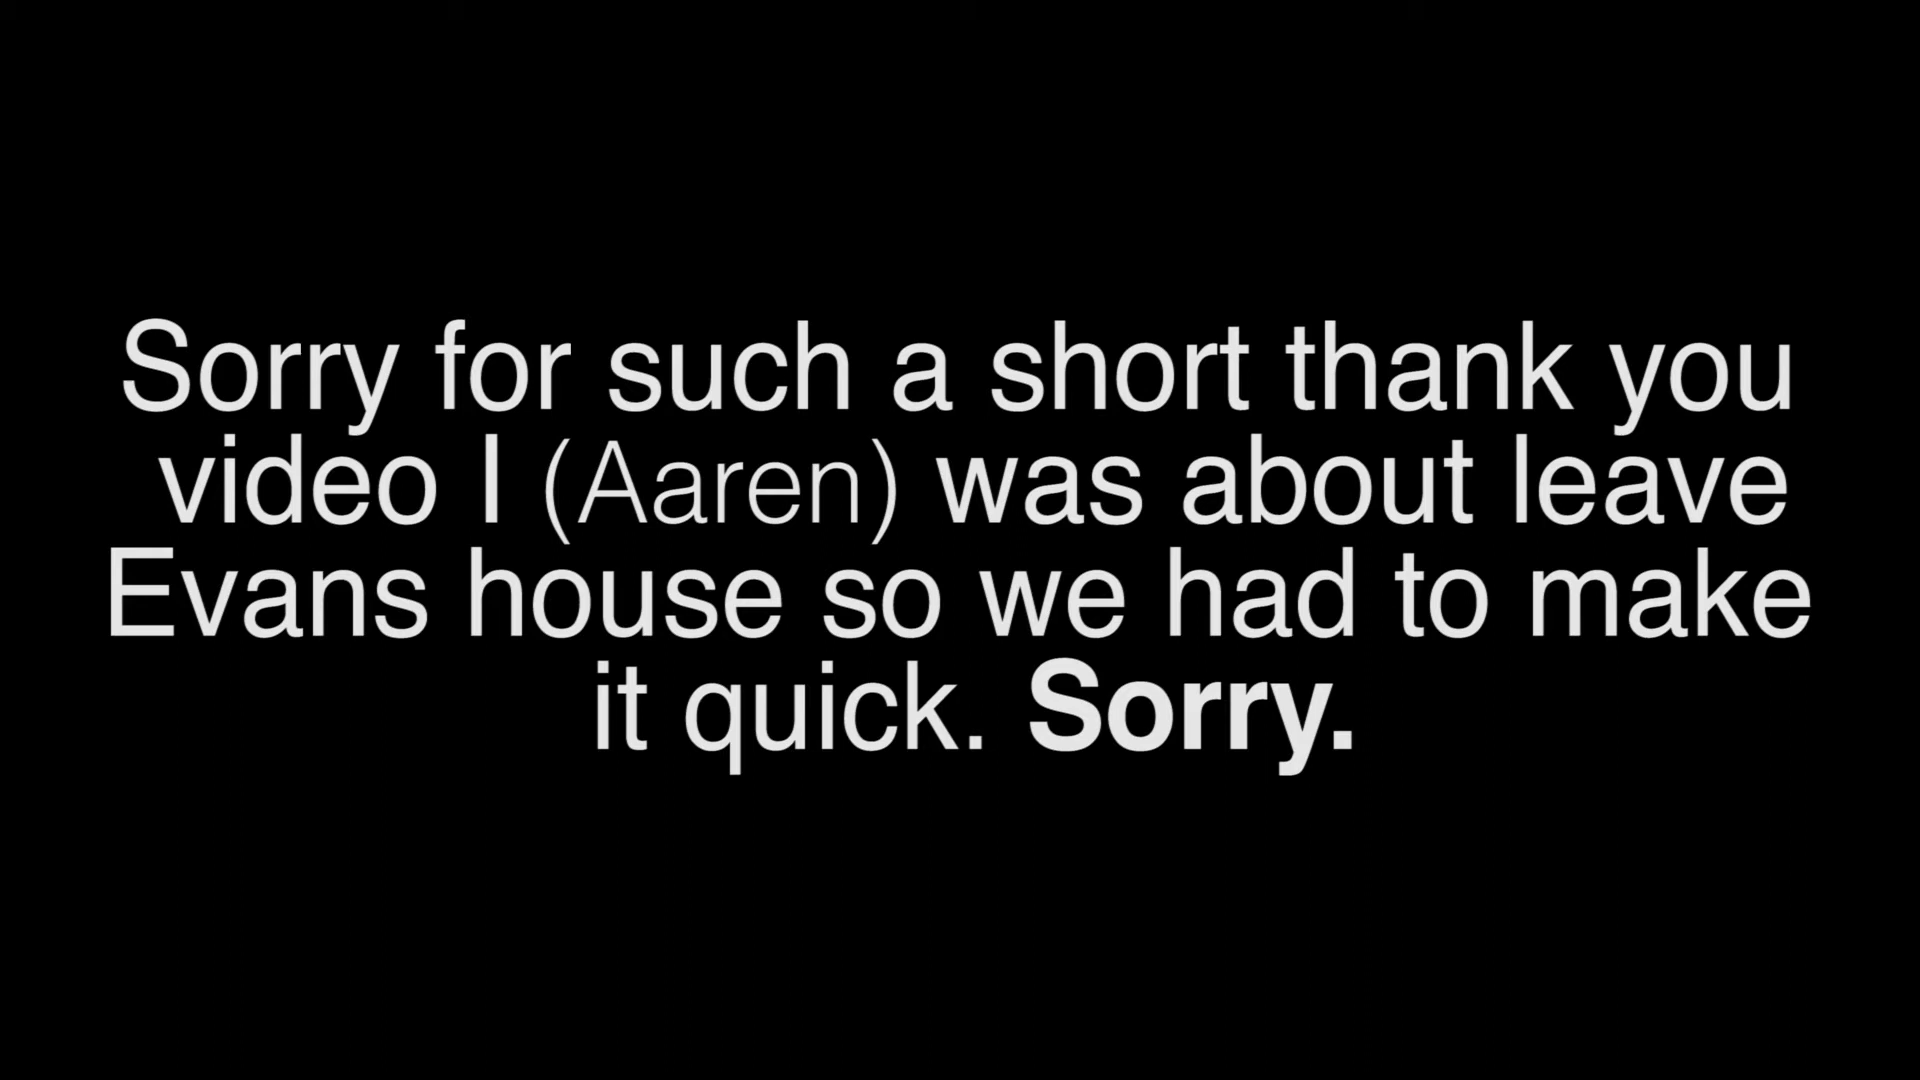 Sorry for such a short thank you
video I (Aaren) was about leave
Evans house so we had to make
it quick. Sorry.